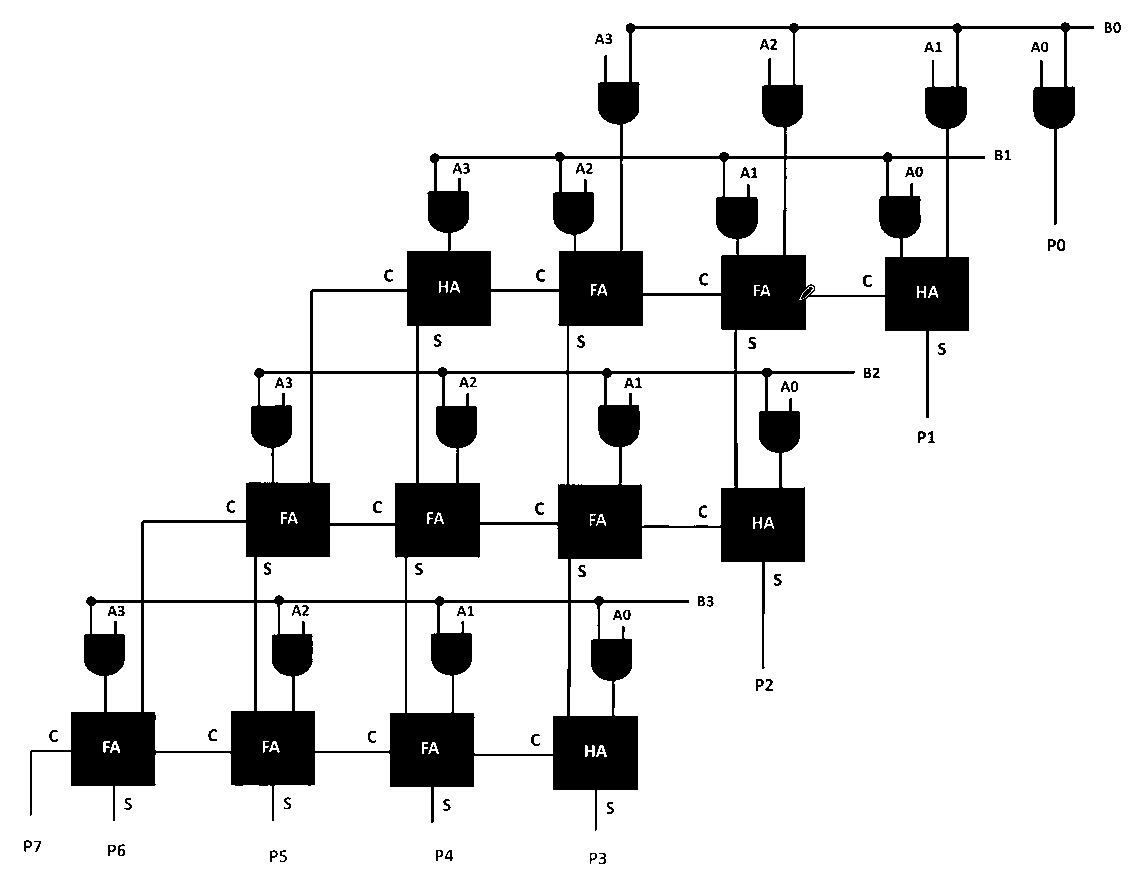 B0
A3 A2 A1 A0
B1
A3 A2 A1 A0
P0
C HA C FA C FA C HA
S S S S
B2
A3 A2 A1 A0
P1
C FA C FA C FA C HA
S S S S
B3
A3 A2 A1 A0
P2
C FA C FA C FA C HA
S S S S
P7 P6 P5 P4 P3